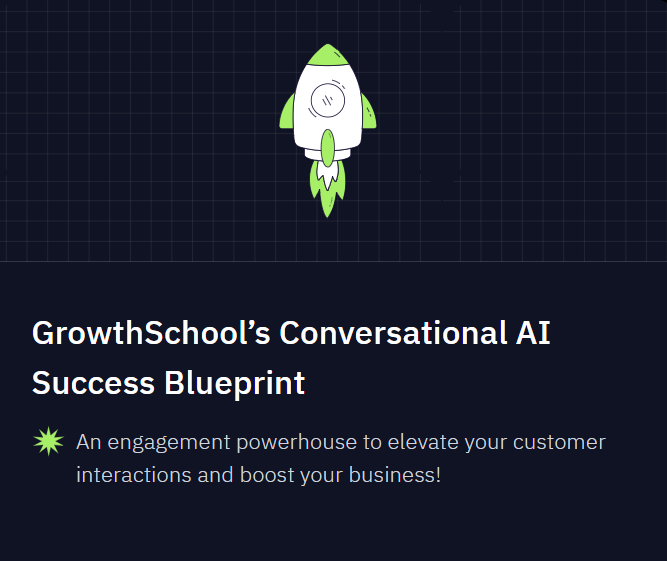 GrowthSchool’s Conversational AI
Success Blueprint
An engagement powerhouse to elevate your customer
interactions and boost your business!